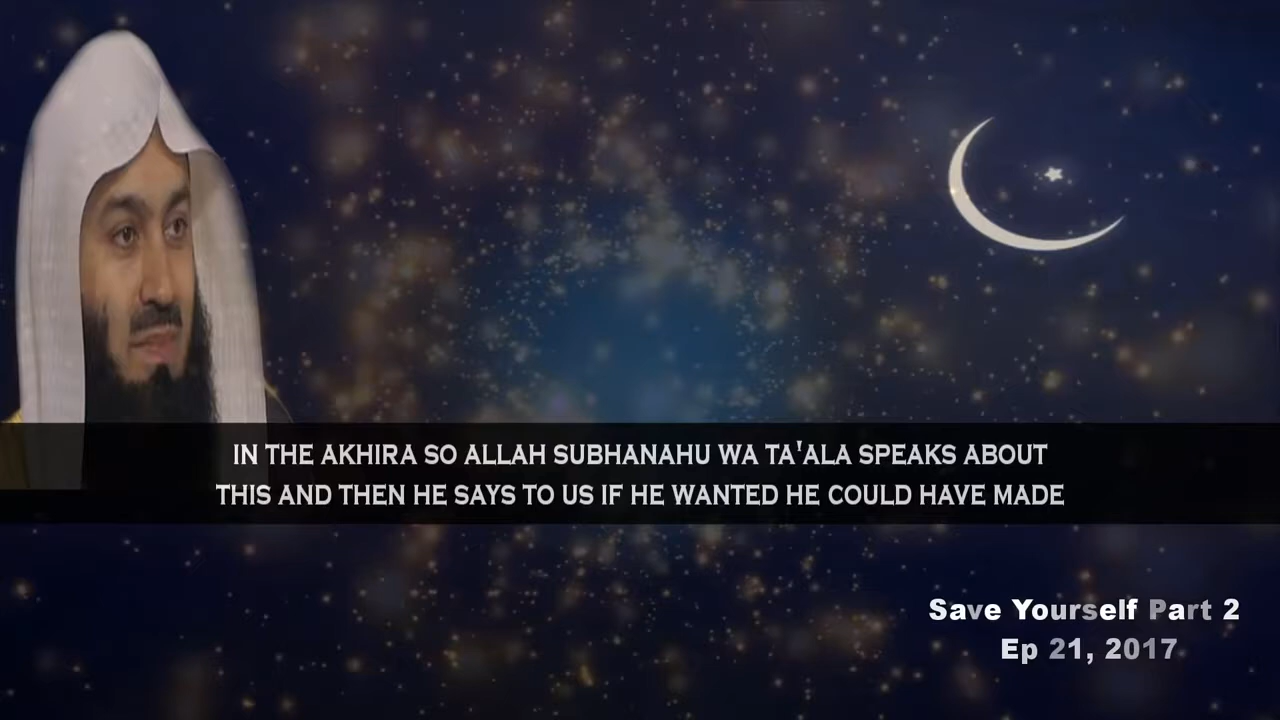 IN THE AKHIRA SO ALLAH SUBHANAHU WA TA'ALA SPEAKS ABOUT
THIS AND THEN HE SAYS TO US IF HE WANTED HE COULD HAVE MADE
Save Yourself Part 2
Ep 21, 2017